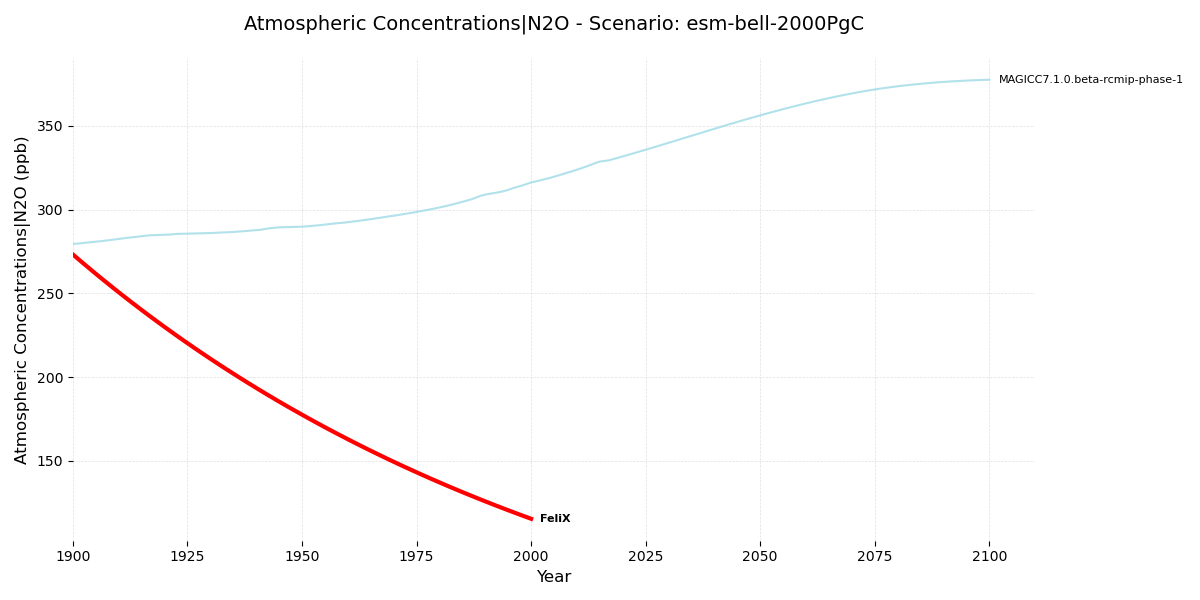 Atmospheric Concentrations|N2O - Scenario: esm-bell-2000PgC
MAGICC7.1.0.beta-rcmip-phase-1
350
300
250
200
150
Atmospheric Concentrations|N2O (ppb)
FeliX
1900 1925 1950 1975 2000 2025 2050 2075 2100
Year